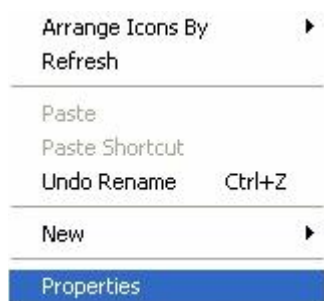 Arrange Icons By
Refresh
Paste
Paste Shortcut
Undo Rename Ctrl+Z
New
Properties